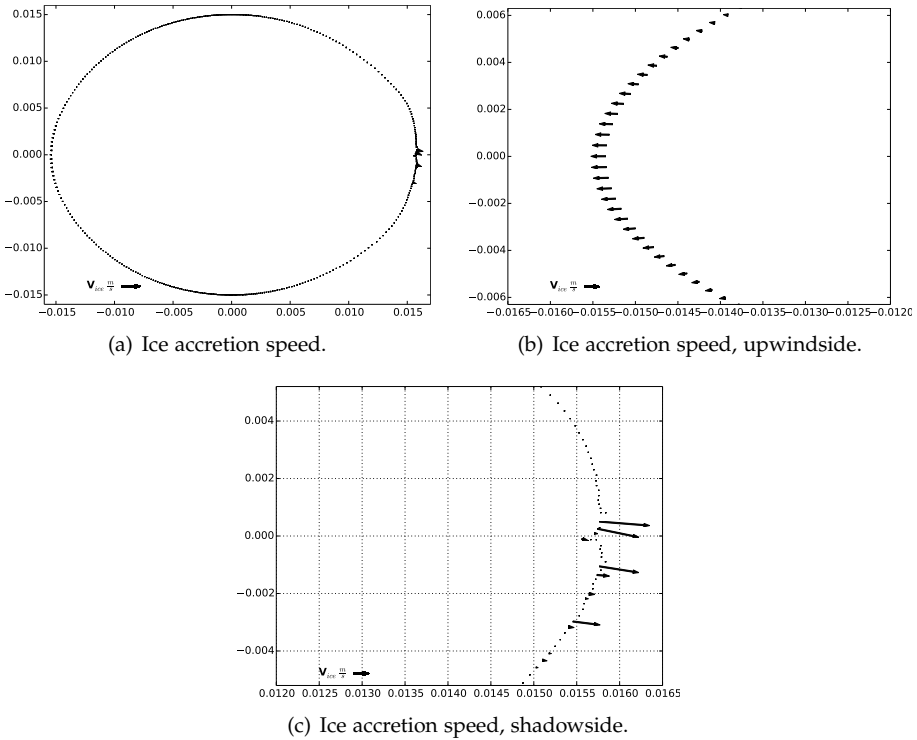 0.015
0.010
0.005
0.000
−0.005
−0.010
−0.015
V_ice m/s
−0.015 −0.010 −0.005 0.000 0.005 0.010 0.015
(a) Ice accretion speed.
0.006
0.004
0.002
0.000
−0.002
−0.004
−0.006
V_ice m/s
−0.0165−0.0160−0.0155−0.0150−0.0145−0.0140−0.0135−0.0130−0.0125−0.0120
(b) Ice accretion speed, upwindside.
0.004
0.002
0.000
−0.002
−0.004
V_ice m/s
0.0120 0.0125 0.0130 0.0135 0.0140 0.0145 0.0150 0.0155 0.0160 0.0165
(c) Ice accretion speed, shadowside.